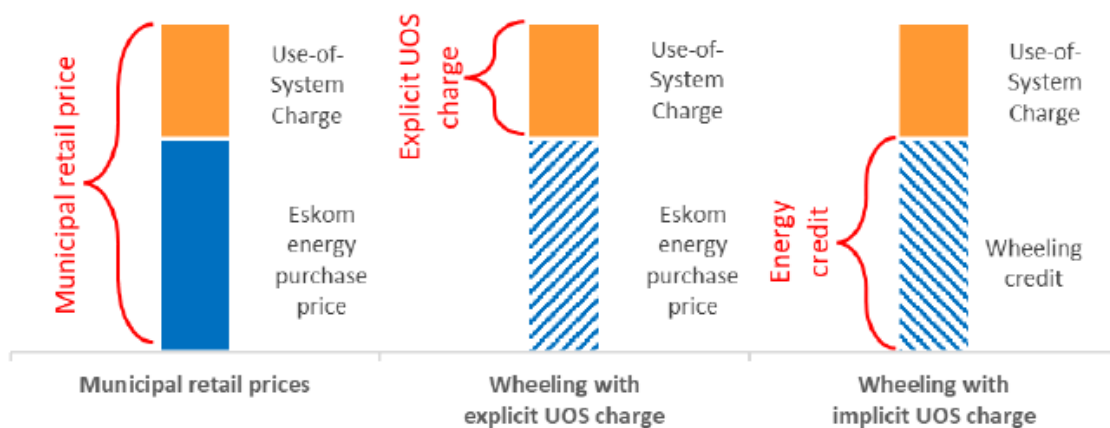 Municipal retail price
Use-of-
System
Charge
Eskom
energy
purchase
price
Municipal retail prices
Explicit UOS
charge
Use-of-
System
Charge
Eskom
energy
purchase
price
Wheeling with
explicit UOS charge
Energy
credit
Use-of-
System
Charge
Wheeling
credit
Wheeling with
implicit UOS charge